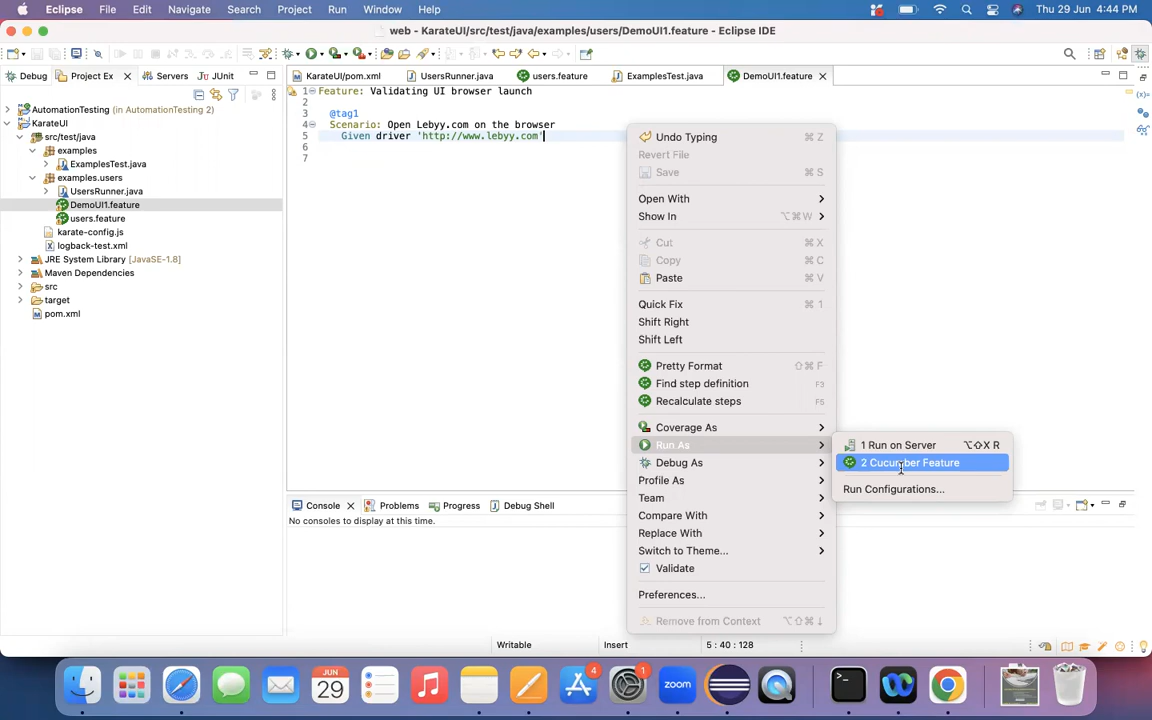 Eclipse File Edit Navigate Search Project Run Window Help Thu 29 Jun 4:44 PM
web - KarateUI/src/test/java/examples/users/DemoUI1.feature - Eclipse IDE
Debug Project Ex Servers JUnit
KarateUI/pom.xml UsersRunner.java users.feature ExamplesTest.java DemoUI1.feature
AutomationTesting (in AutomationTesting 2)
KarateUI
src/test/java
examples
ExamplesTest.java
examples.users
UsersRunner.java
DemoUI1.feature
users.feature
karate-config.js
logback-test.xml
JRE System Library [JavaSE-1.8]
Maven Dependencies
src
target
pom.xml
1 Feature: Validating UI browser launch
2
3 @tag1
4 Scenario: Open Lebyy.com on the browser
5 Given driver 'http://www.lebyy.com'
6
7
Undo Typing ⌘ Z
Revert File
Save ⌘ S
Open With
Show In ⌥⌘W
Cut ⌘ X
Copy ⌘ C
Paste ⌘ V
Quick Fix ⌘ 1
Shift Right
Shift Left
Pretty Format ⇧⌘ F
Find step definition F3
Recalculate steps F5
Coverage As
Run As
Debug As
Profile As
Team
Compare With
Replace With
Switch to Theme...
Validate
Preferences...
Remove from Context ⌥⇧⌘↓
1 Run on Server ⌥⇧X R
2 Cucumber Feature
Run Configurations...
Console Problems Progress Debug Shell
No consoles to display at this time.
Writable Insert 5 : 40 : 128
JUN
29
4
1
zoom